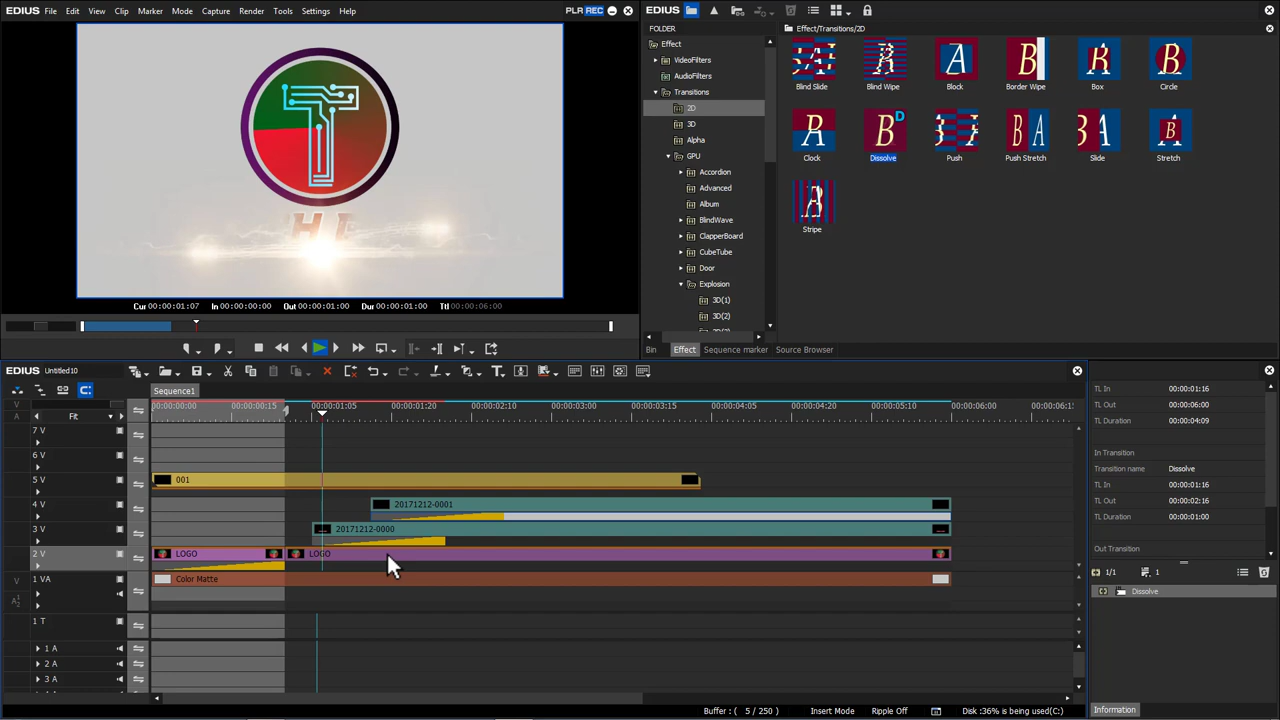 EDIUS File Edit View Clip Marker Mode Capture Render Tools Settings Help PLR REC
Cur 00:00:01:07 In 00:00:00:00 Out 00:00:01:00 Dur 00:00:01:00 Ttl 00:00:06:00
EDIUS
FOLDER
Effect
VideoFilters
AudioFilters
Transitions
2D
3D
Alpha
GPU
Accordion
Advanced
Album
BlindWave
ClapperBoard
CubeTube
Door
Explosion
3D(1)
3D(2)
Effect/Transitions/2D
Blind Slide Blind Wipe Block Border Wipe Box Circle
Clock Dissolve Push Push Stretch Slide Stretch
Stripe
Bin Effect Sequence marker Source Browser
EDIUS Untitled10
Sequence1
V
A Fit
00:00:00:00 00:00:00:15 00:00:01:05 00:00:01:20 00:00:02:10 00:00:03:00 00:00:03:15 00:00:04:05 00:00:04:20 00:00:05:10 00:00:06:00 00:00:06:15
7 V
6 V
5 V 001
4 V 20171212-0001
3 V 20171212-0000
2 V LOGO LOGO
V 1 VA Color Matte
1 T
1 A
2 A
3 A
Buffer : ( 5 / 250 ) Insert Mode Ripple Off Disk :36% is being used(C:)
TL In 00:00:01:16
TL Out 00:00:06:00
TL Duration 00:00:04:09
In Transition
Transition name Dissolve
TL In 00:00:01:16
TL Out 00:00:02:16
TL Duration 00:00:01:00
Out Transition
1/1 1
Dissolve
Information